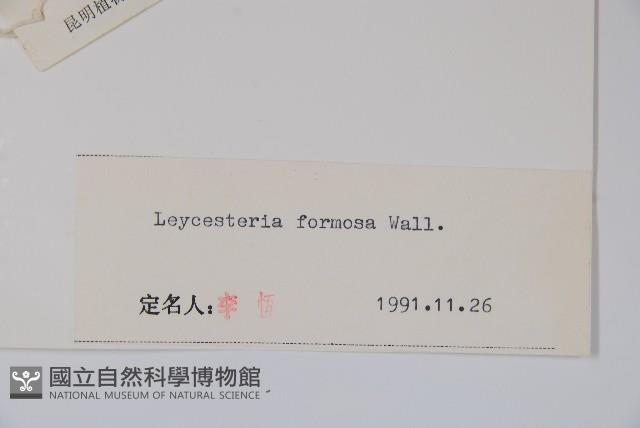 昆明植物
Leycesteria formosa Wall.
定名人:李 恒 1991.11.26
國立自然科學博物館
NATIONAL MUSEUM OF NATURAL SCIENCE